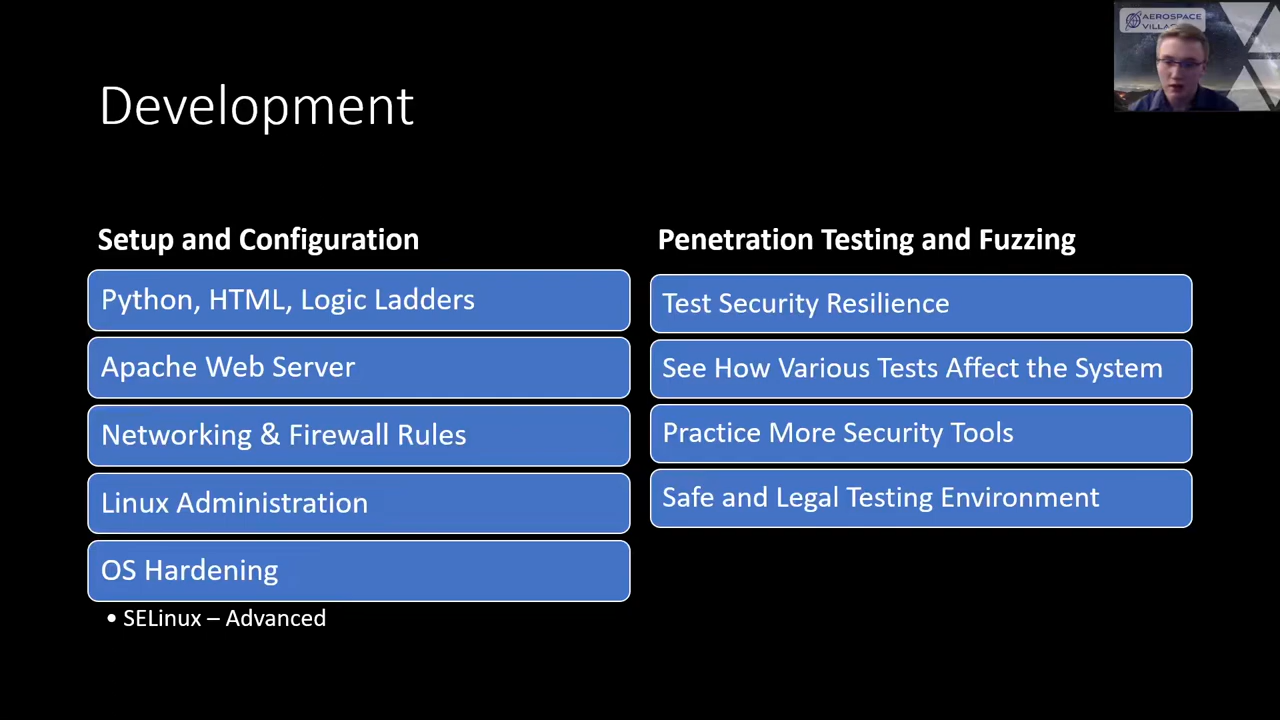 Development
AEROSPACE
VILLAGE
Setup and Configuration
Python, HTML, Logic Ladders
Apache Web Server
Networking & Firewall Rules
Linux Administration
OS Hardening
• SELinux – Advanced
Penetration Testing and Fuzzing
Test Security Resilience
See How Various Tests Affect the System
Practice More Security Tools
Safe and Legal Testing Environment